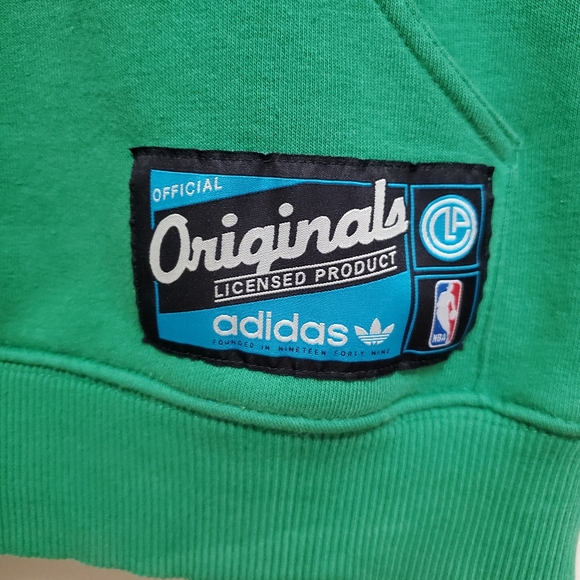 OFFICIAL
Originals
LICENSED PRODUCT
adidas
FOUNDED IN NINETEEN FORTY NINE
NBA